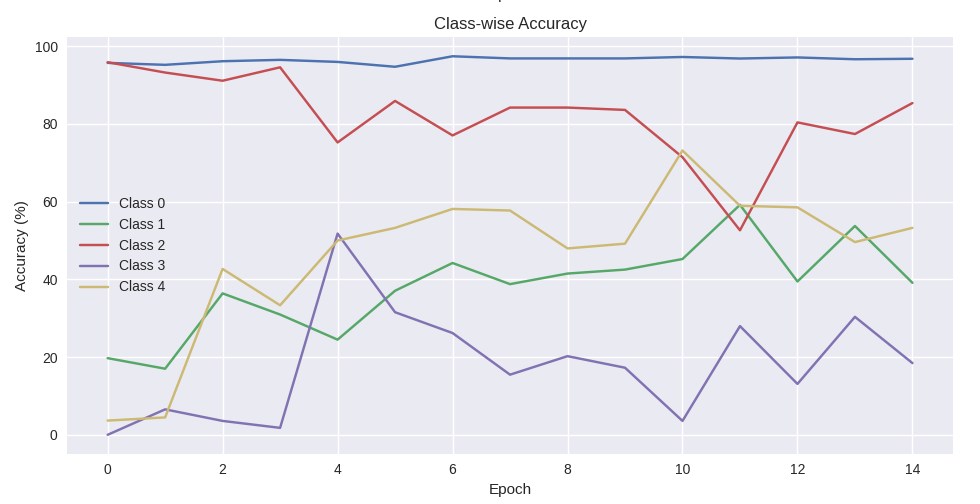 Class-wise Accuracy
100
80
60
40
20
0
Accuracy (%)
Class 0
Class 1
Class 2
Class 3
Class 4
0 2 4 6 8 10 12 14
Epoch